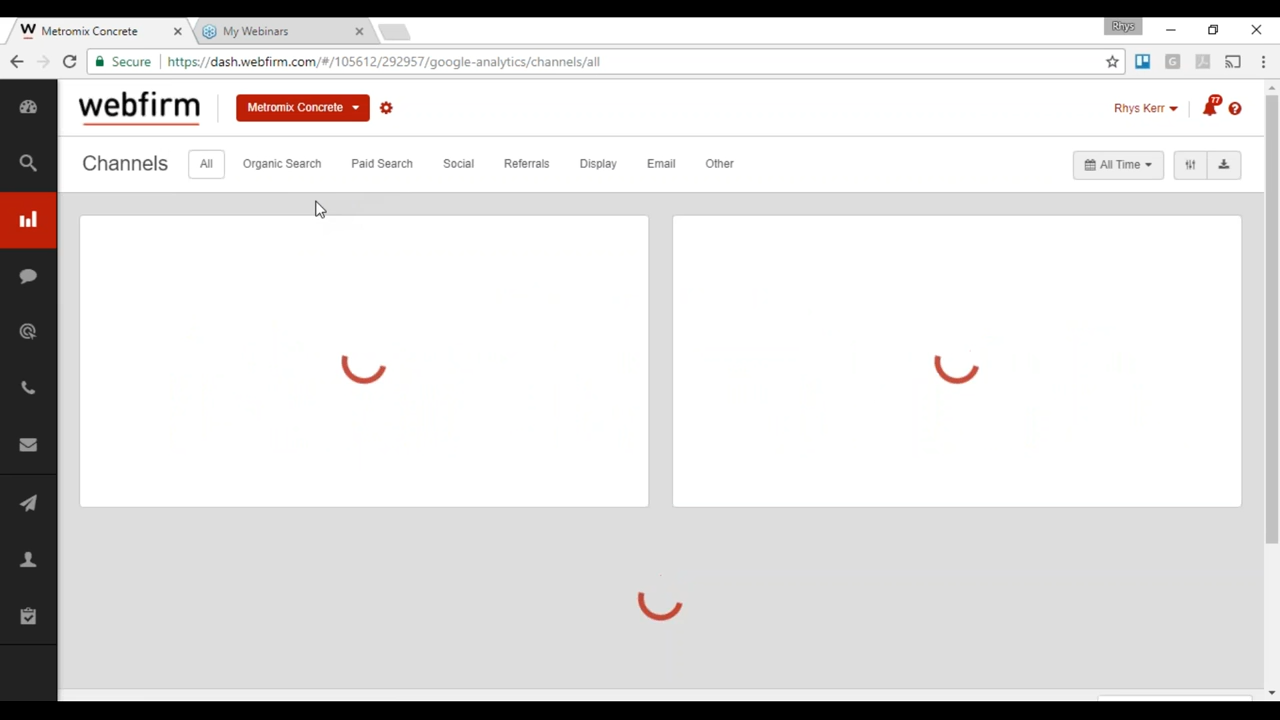 Metromix Concrete
My Webinars
Rhys
Secure
https://dash.webfirm.com/#/105612/292957/google-analytics/channels/all
webfirm
Metromix Concrete
Rhys Kerr
77
Channels
All
Organic Search
Paid Search
Social
Referrals
Display
Email
Other
All Time